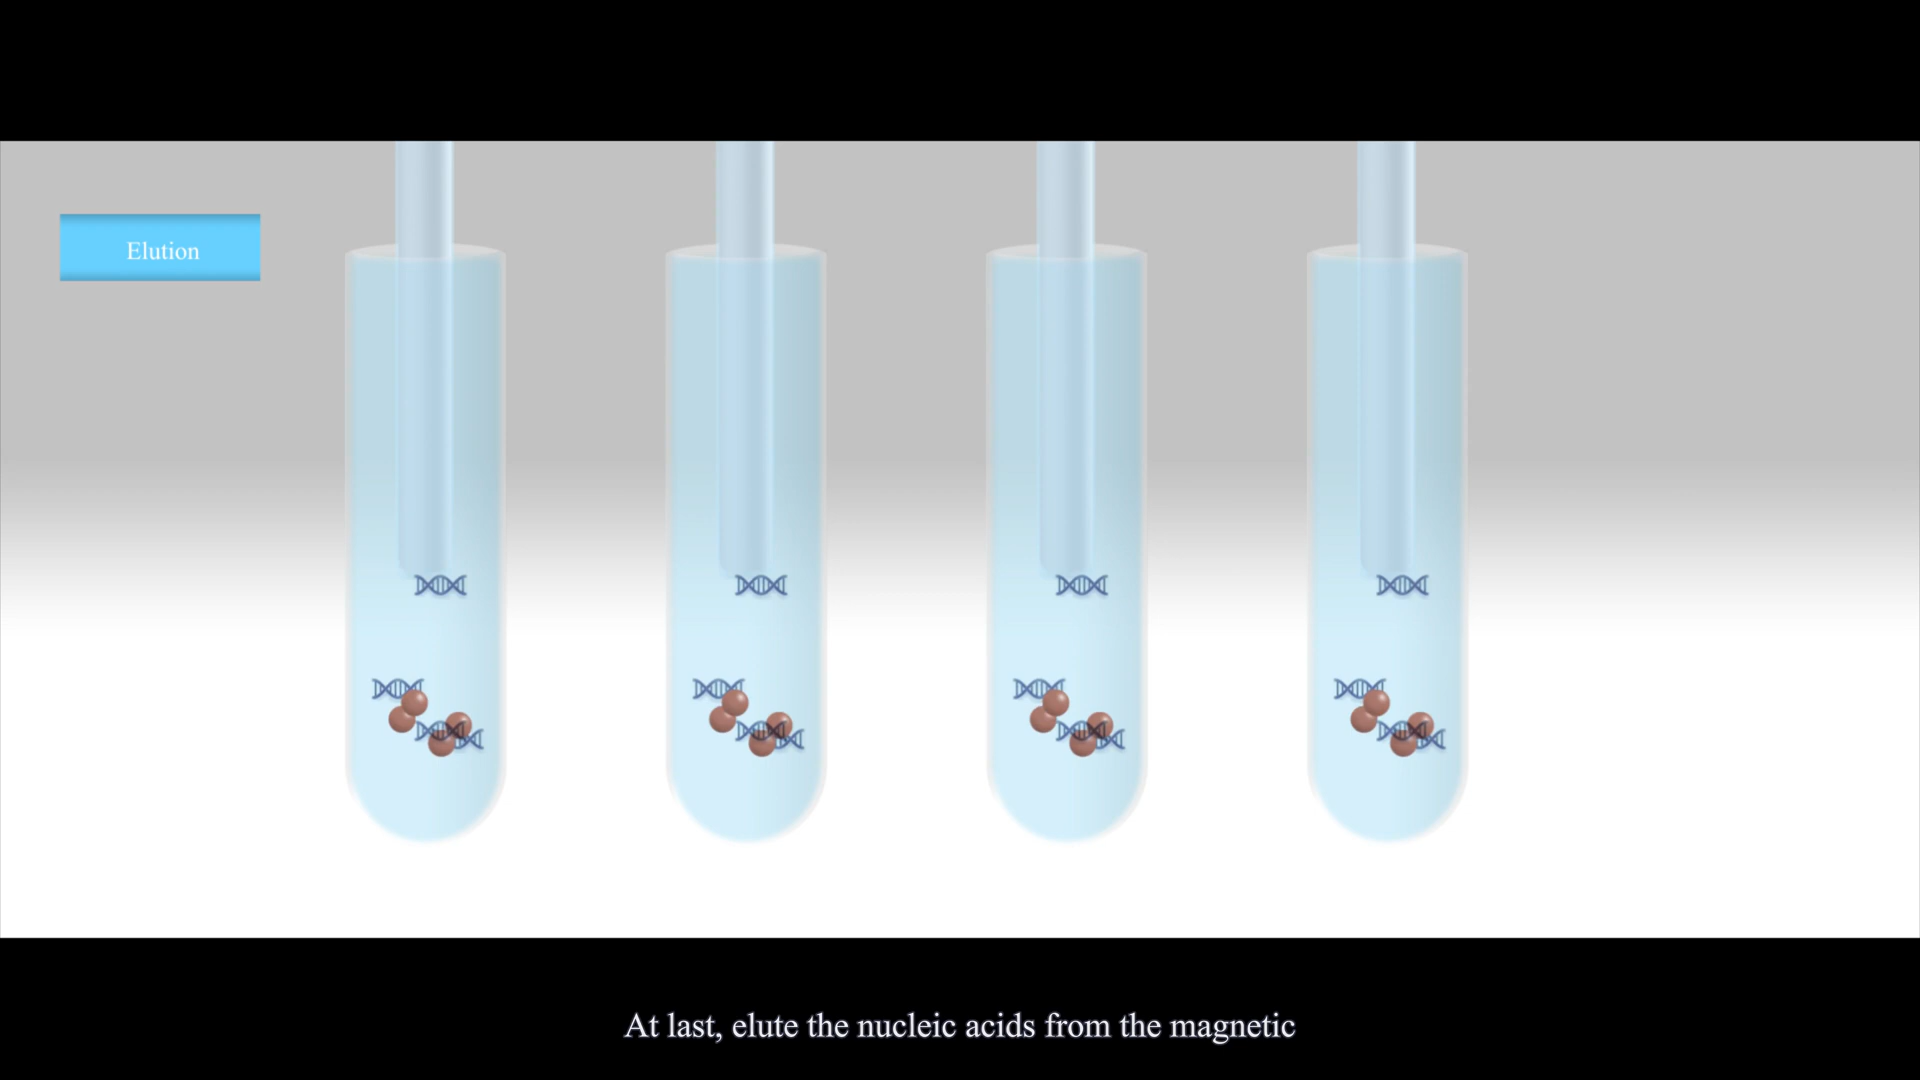 Elution
At last, elute the nucleic acids from the magnetic